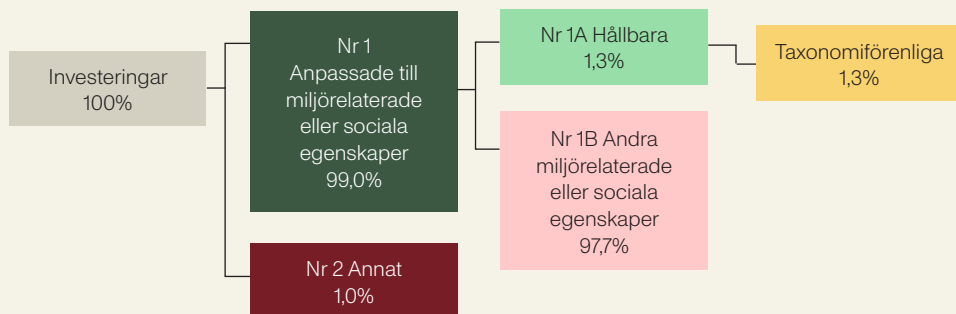 Investeringar
100%
Nr 1
Anpassade till
miljörelaterade
eller sociala
egenskaper
99,0%
Nr 2 Annat
1,0%
Nr 1A Hållbara
1,3%
Nr 1B Andra
miljörelaterade
eller sociala
egenskaper
97,7%
Taxonomiförenliga
1,3%